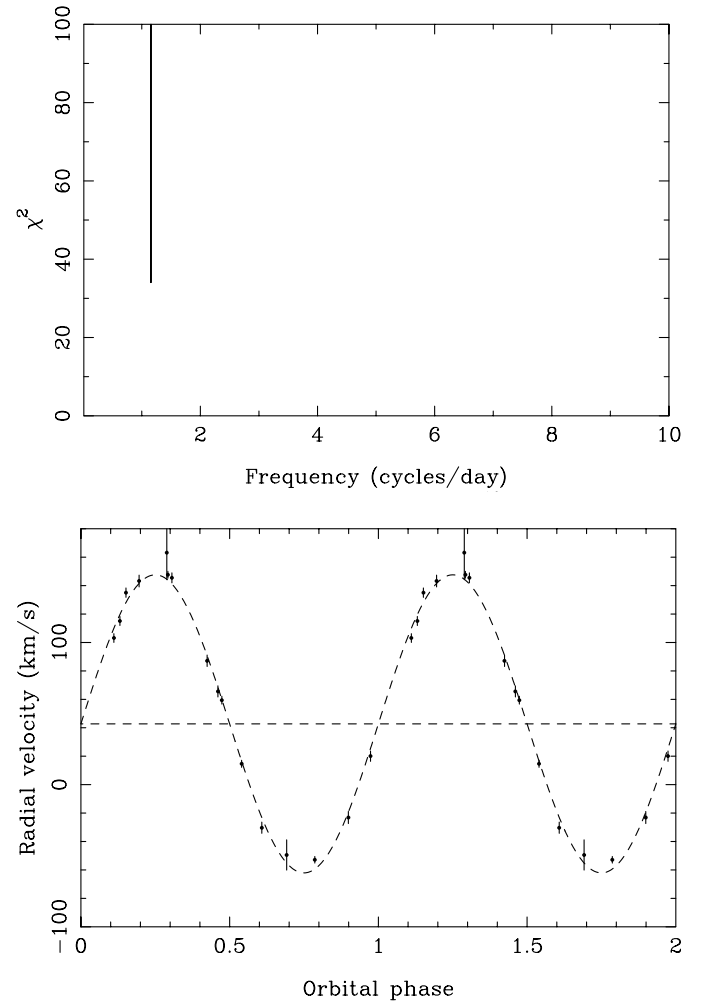 100
80
60
40
20
0
χ²
2 4 6 8 10
Frequency (cycles/day)
100
0
−100
Radial velocity (km/s)
0 0.5 1 1.5 2
Orbital phase